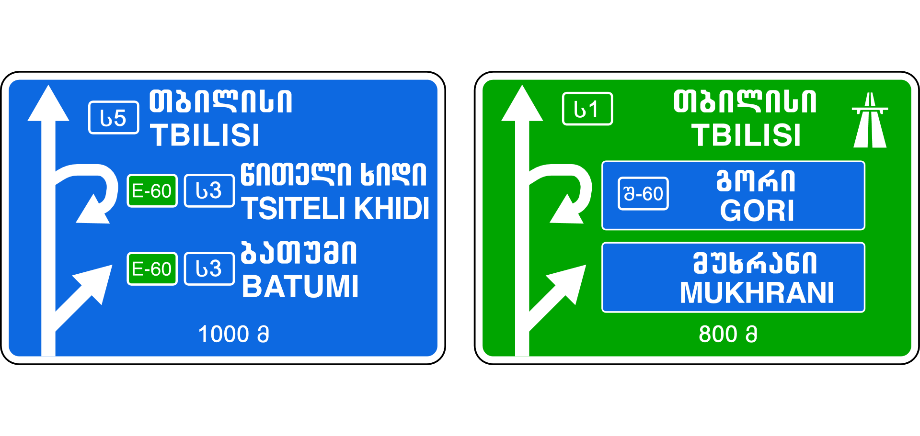 ს5
თბილისი
TBILISI
E-60
ს3
წითელი ხიდი
TSITELI KHIDI
E-60
ს3
ბათუმი
BATUMI
1000 მ
ს1
თბილისი
TBILISI
შ-60
გორი
GORI
მუხრანი
MUKHRANI
800 მ